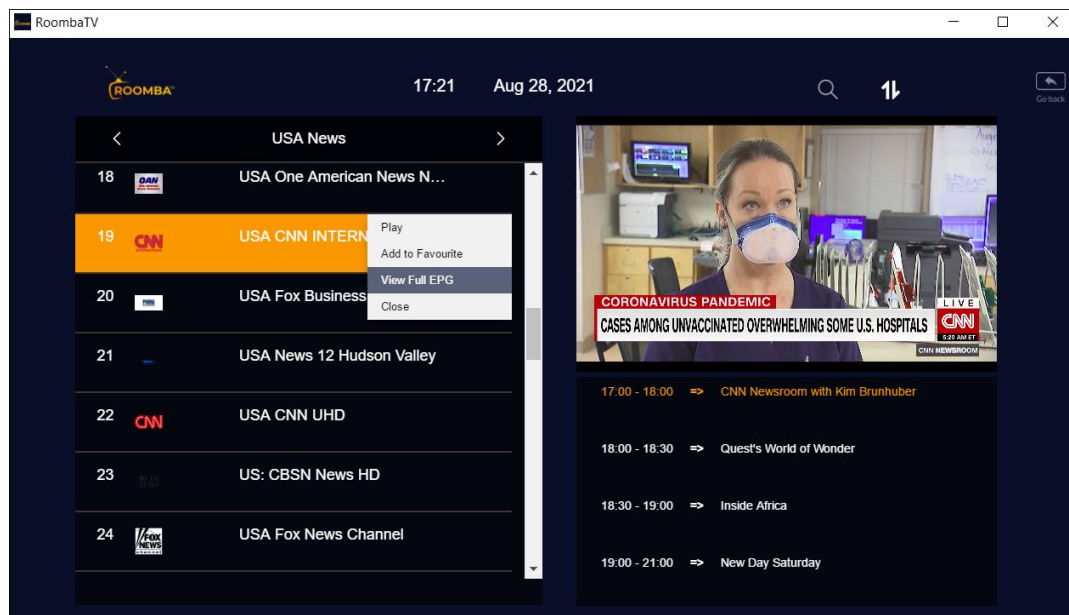 RoombaTV
ROOMBA
17:21 Aug 28, 2021
Go back
USA News
18 OAN USA One American News N...
19 CNN USA CNN INTERN
Play
Add to Favourite
View Full EPG
Close
20 USA Fox Business
21 USA News 12 Hudson Valley
22 CNN USA CNN UHD
23 US: CBSN News HD
24 FOX NEWS channel USA Fox News Channel
CORONAVIRUS PANDEMIC
LIVE
CASES AMONG UNVACCINATED OVERWHELMING SOME U.S. HOSPITALS
CNN
5:20 AM ET
CNN NEWSROOM
17:00 - 18:00 => CNN Newsroom with Kim Brunhuber
18:00 - 18:30 => Quest's World of Wonder
18:30 - 19:00 => Inside Africa
19:00 - 21:00 => New Day Saturday